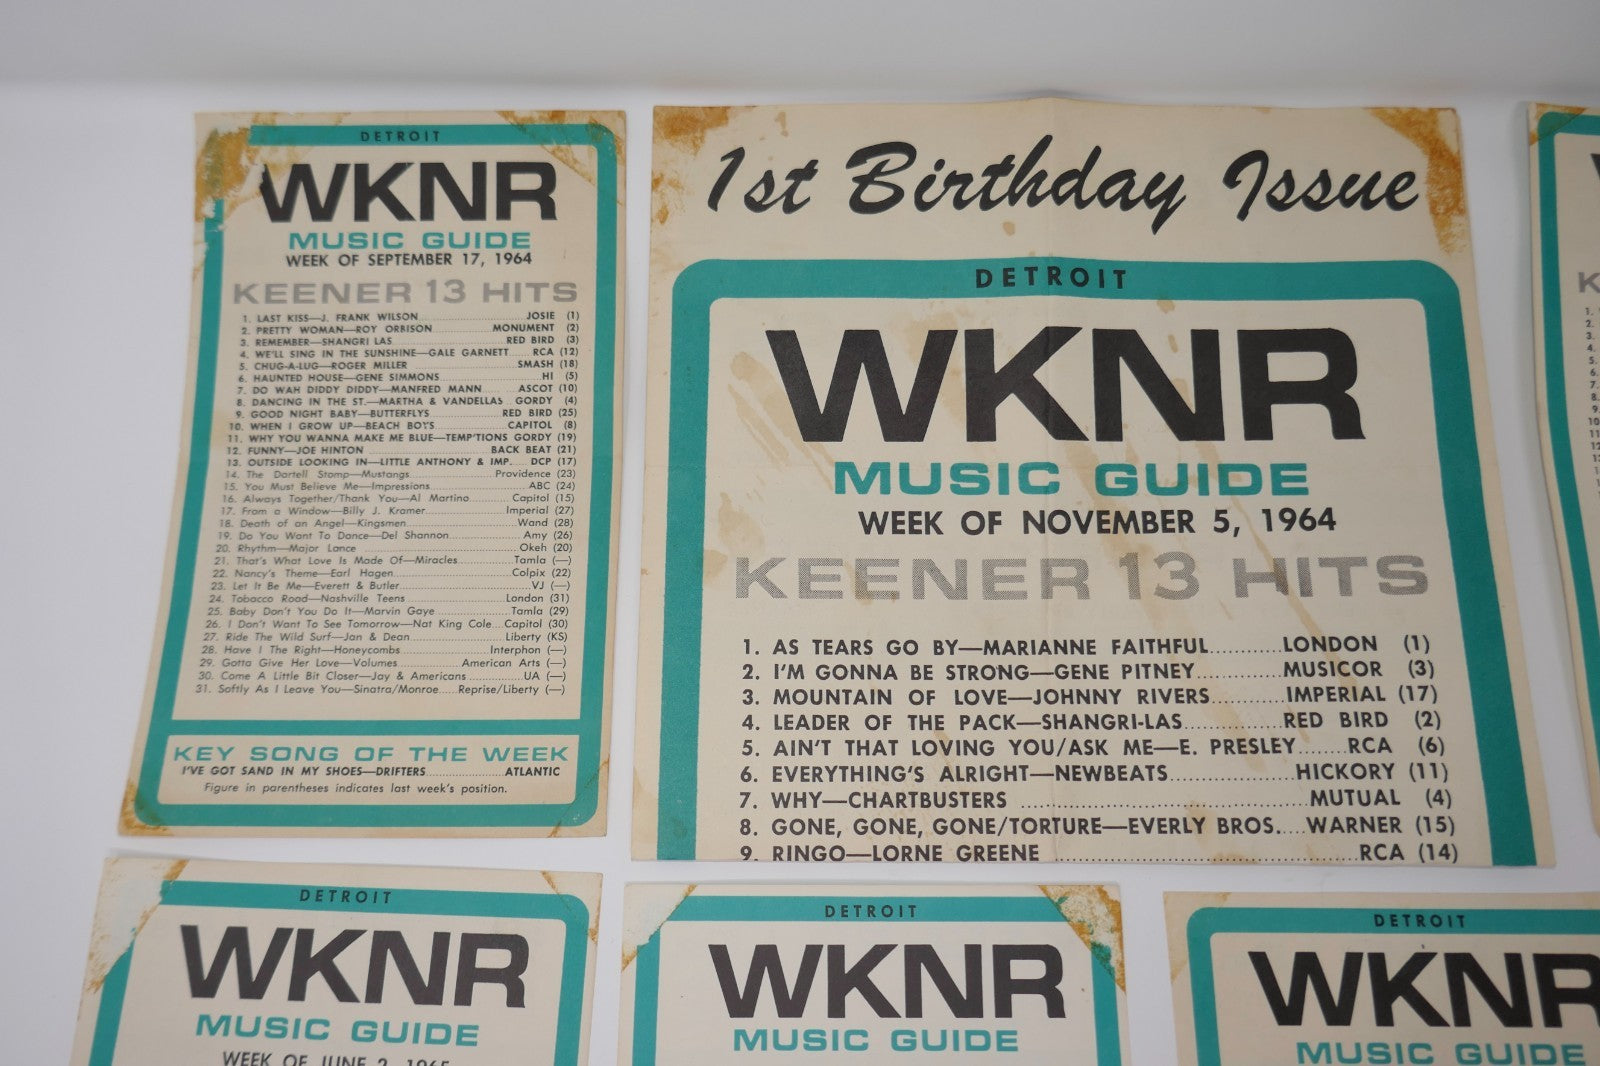 DETROIT
WKNR
MUSIC GUIDE
WEEK OF SEPTEMBER 17, 1964
KEENER 13 HITS
1. LAST KISS—J. FRANK WILSON JOSIE (1)
2. PRETTY WOMAN—ROY ORBISON MONUMENT (2)
3. REMEMBER—SHANGRI LAS RED BIRD (3)
4. WE'LL SING IN THE SUNSHINE—GALE GARNETT RCA (12)
5. CHUG-A-LUG—ROGER MILLER SMASH (18)
6. HAUNTED HOUSE—GENE SIMMONS HI (5)
7. DO WAH DIDDY DIDDY—MANFRED MANN ASCOT (10)
8. DANCING IN THE ST.—MARTHA & VANDELLAS GORDY (4)
9. GOOD NIGHT BABY—BUTTERFLYS RED BIRD (25)
10. WHEN I GROW UP—BEACH BOYS CAPITOL (8)
11. WHY YOU WANNA MAKE ME BLUE—TEMP'TIONS GORDY (19)
12. FUNNY—JOE HINTON BACK BEAT (21)
13. OUTSIDE LOOKING IN—LITTLE ANTHONY & IMP. DCP (17)
14. The Dartell Stomp—Mustangs Providence (23)
15. You Must Believe Me—Impressions ABC (24)
16. Always Together/Thank You—Al Martino Capitol (15)
17. From a Window—Billy J. Kramer Imperial (27)
18. Death of an Angel—Kingsmen Wand (28)
19. Do You Want To Dance—Del Shannon Amy (26)
20. Rhythm—Major Lance Okeh (20)
21. That's What Love Is Made Of—Miracles Tamla (—)
22. Nancy's Theme—Earl Hagen Colpix (22)
23. Let It Be Me—Everett & Butler VJ (—)
24. Tobacco Road—Nashville Teens London (31)
25. Baby Don't You Do It—Marvin Gaye Tamla (29)
26. I Don't Want To See Tomorrow—Nat King Cole Capitol (30)
27. Ride The Wild Surf—Jan & Dean Liberty (KS)
28. Have I The Right—Honeycombs Interphon (—)
29. Gotta Give Her Love—Volumes American Arts (—)
30. Come A Little Bit Closer—Jay & Americans UA (—)
31. Softly As I Leave You—Sinatra/Monroe Reprise/Liberty (—)
KEY SONG OF THE WEEK
I'VE GOT SAND IN MY SHOES—DRIFTERS ATLANTIC
Figure in parentheses indicates last week's position.
1st Birthday Issue
DETROIT
WKNR
MUSIC GUIDE
WEEK OF NOVEMBER 5, 1964
KEENER 13 HITS
1. AS TEARS GO BY—MARIANNE FAITHFUL LONDON (1)
2. I'M GONNA BE STRONG—GENE PITNEY MUSICOR (3)
3. MOUNTAIN OF LOVE—JOHNNY RIVERS IMPERIAL (17)
4. LEADER OF THE PACK—SHANGRI-LAS RED BIRD (2)
5. AIN'T THAT LOVING YOU/ASK ME—E. PRESLEY RCA (6)
6. EVERYTHING'S ALRIGHT—NEWBEATS HICKORY (11)
7. WHY—CHARTBUSTERS MUTUAL (4)
8. GONE, GONE, GONE/TORTURE—EVERLY BROS. WARNER (15)
9. RINGO—LORNE GREENE RCA (14)
DETROIT
WKNR
MUSIC GUIDE
WEEK OF JUNE 2, 1965
DETROIT
WKNR
MUSIC GUIDE
DETROIT
WKNR
MUSIC GUIDE